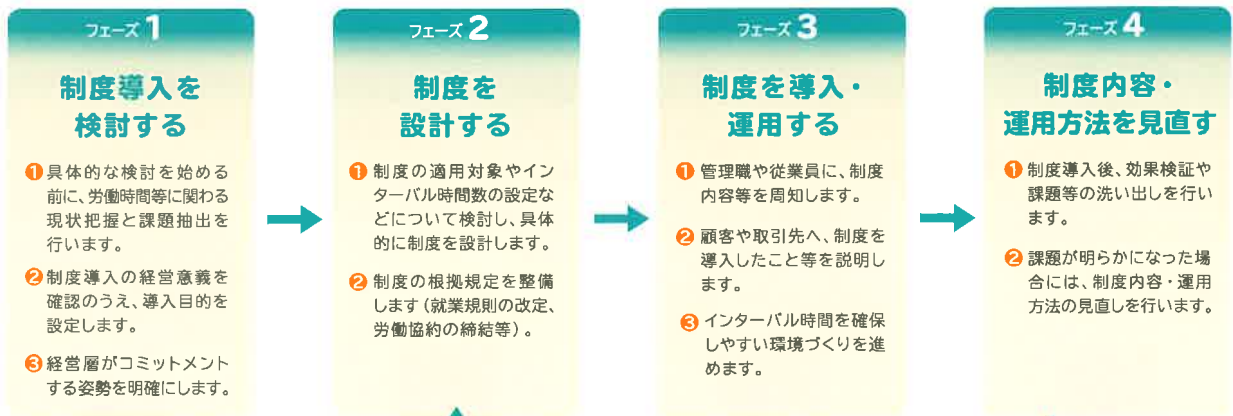 フェーズ 1
制度導入を
検討する
❶具体的な検討を始める
前に、労働時間等に関わる
現状把握と課題抽出を
行います。
❷制度導入の経営意義を
確認のうえ、導入目的を
設定します。
❸経営層がコミットメント
する姿勢を明確にします。
フェーズ 2
制度を
設計する
❶制度の適用対象やイン
ターバル時間数の設定な
どについて検討し、具体
的に制度を設計します。
❷制度の根拠規定を整備
します(就業規則の改定、
労働協約の締結等)。
フェーズ 3
制度を導入・
運用する
❶管理職や従業員に、制度
内容等を周知します。
❷顧客や取引先へ、制度を
導入したこと等を説明し
ます。
❸インターバル時間を確保
しやすい環境づくりを進
めます。
フェーズ 4
制度内容・
運用方法を見直す
❶制度導入後、効果検証や
課題等の洗い出しを行い
ます。
❷課題が明らかになった場
合には、制度内容・運用
方法の見直しを行います。